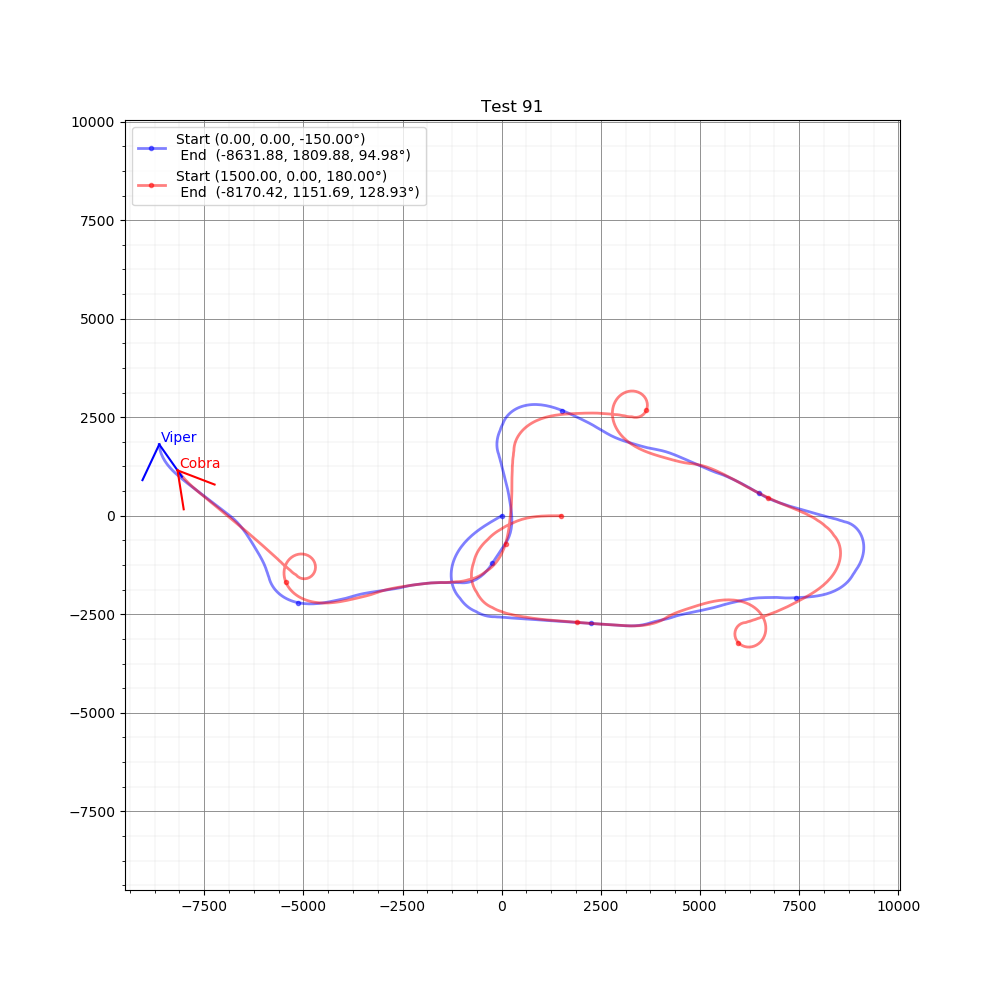 Test 91
Start (0.00, 0.00, -150.00°)
End  (-8631.88, 1809.88, 94.98°)
Start (1500.00, 0.00, 180.00°)
End  (-8170.42, 1151.69, 128.93°)
10000
7500
5000
2500
0
−2500
−5000
−7500
Viper
Cobra
−7500 −5000 −2500 0 2500 5000 7500 10000